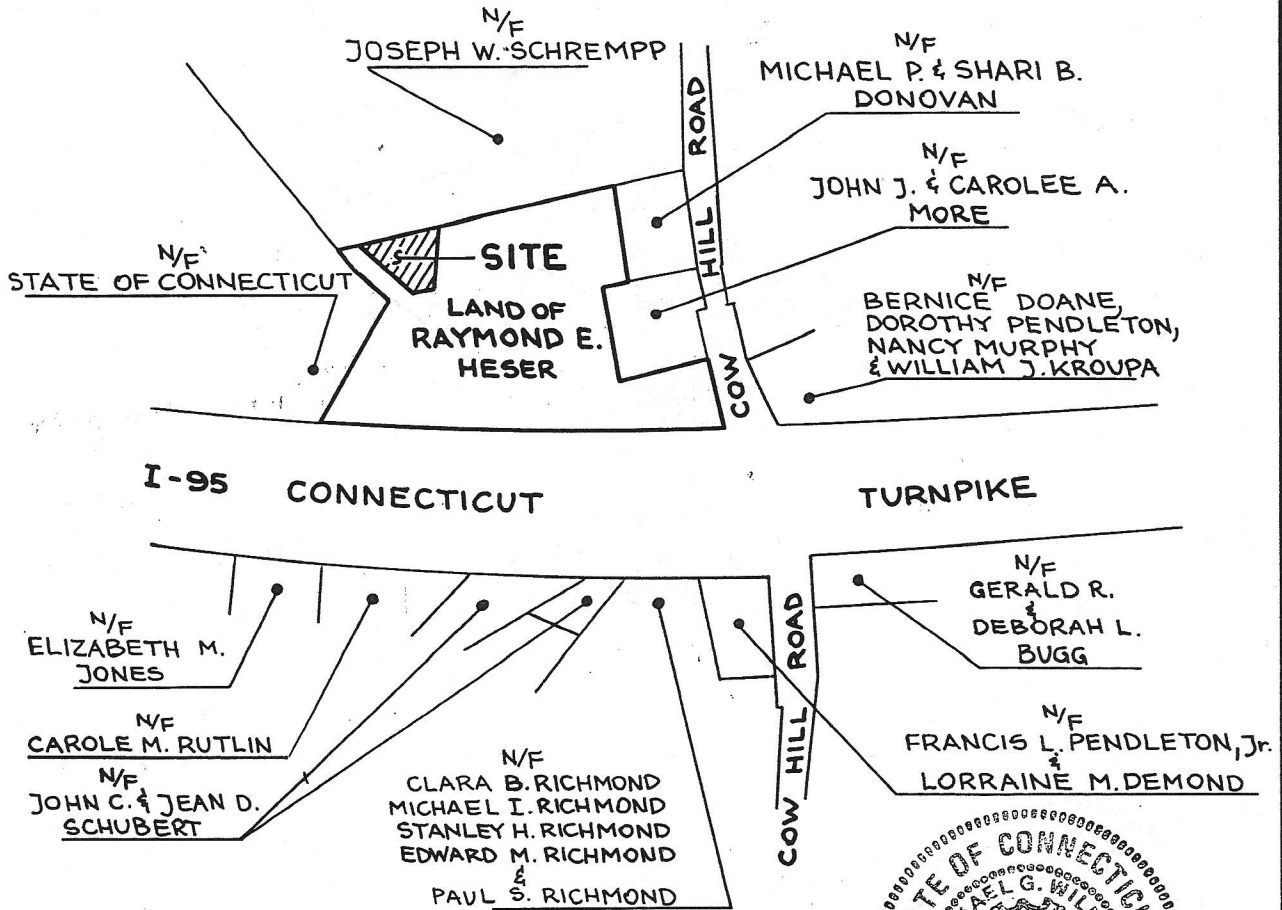 N/F
JOSEPH W. SCHREMPP
N/F
MICHAEL P. & SHARI B.
DONOVAN
N/F
JOHN J. & CAROLEE A.
MORE
N/F
STATE OF CONNECTICUT
S
SITE
LAND OF
RAYMOND E.
HESER
COW HILL ROAD
N/F
BERNICE DOANE,
DOROTHY PENDLETON,
NANCY MURPHY
& WILLIAM J. KROUPA
I-95 CONNECTICUT TURNPIKE
N/F
ELIZABETH M.
JONES
N/F
CAROLE M. RUTLIN
N/F
JOHN C. & JEAN D.
SCHUBERT
N/F
CLARA B. RICHMOND
MICHAEL I. RICHMOND
STANLEY H. RICHMOND
EDWARD M. RICHMOND
&
PAUL S. RICHMOND
COW HILL ROAD
N/F
GERALD R.
&
DEBORAH L.
BUGG
N/F
FRANCIS L. PENDLETON, Jr.
&
LORRAINE M. DEMOND
OF CONNECTIC
G. WIL